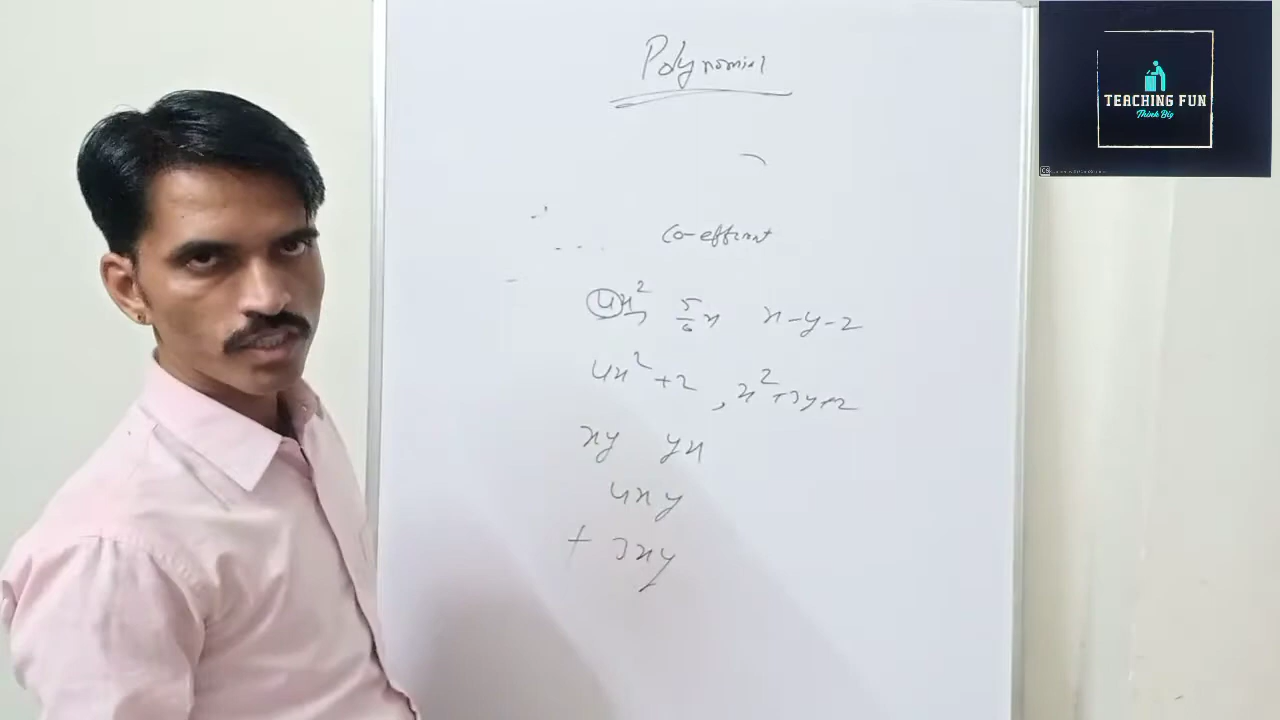 Polynomial
TEACHING FUN
Think Big
Co-efficient
4x² 5/6x x-y-z
4x²+2, x²+3y+2
xy yx
4xy
+ 3xy